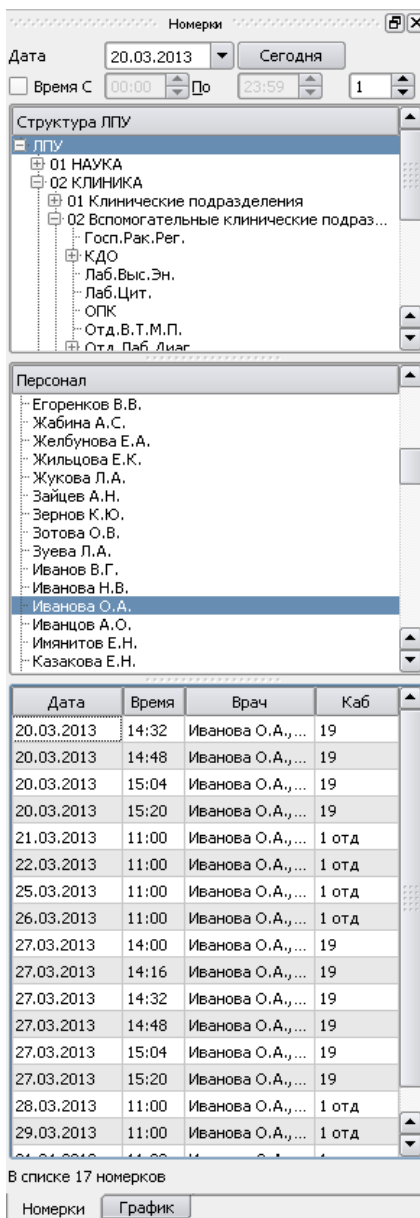 Номерки
Дата 20.03.2013 Сегодня
Время С 00:00 По 23:59 1
Структура ЛПУ
ЛПУ
01 НАУКА
02 КЛИНИКА
01 Клинические подразделения
02 Вспомогательные клинические подраз...
Госп.Рак.Рег.
КДО
Лаб.Выс.Эн.
Лаб.Цит.
ОПК
Отд.В.Т.М.П.
Отд.Лаб.Диаг
Персонал
Егоренков В.В.
Жабина А.С.
Желбунова Е.А.
Жильцова Е.К.
Жукова Л.А.
Зайцев А.Н.
Зернов К.Ю.
Зотова О.В.
Зуева Л.А.
Иванов В.Г.
Иванова Н.В.
Иванова О.А.
Иванцов А.О.
Имянитов Е.Н.
Казакова Е.Н.
Дата Время Врач Каб
20.03.2013 14:32 Иванова О.А.,... 19
20.03.2013 14:48 Иванова О.А.,... 19
20.03.2013 15:04 Иванова О.А.,... 19
20.03.2013 15:20 Иванова О.А.,... 19
21.03.2013 11:00 Иванова О.А.,... 1 отд
22.03.2013 11:00 Иванова О.А.,... 1 отд
25.03.2013 11:00 Иванова О.А.,... 1 отд
26.03.2013 11:00 Иванова О.А.,... 1 отд
27.03.2013 14:00 Иванова О.А.,... 19
27.03.2013 14:16 Иванова О.А.,... 19
27.03.2013 14:32 Иванова О.А.,... 19
27.03.2013 14:48 Иванова О.А.,... 19
27.03.2013 15:04 Иванова О.А.,... 19
27.03.2013 15:20 Иванова О.А.,... 19
28.03.2013 11:00 Иванова О.А.,... 1 отд
29.03.2013 11:00 Иванова О.А.,... 1 отд
В списке 17 номерков
Номерки График